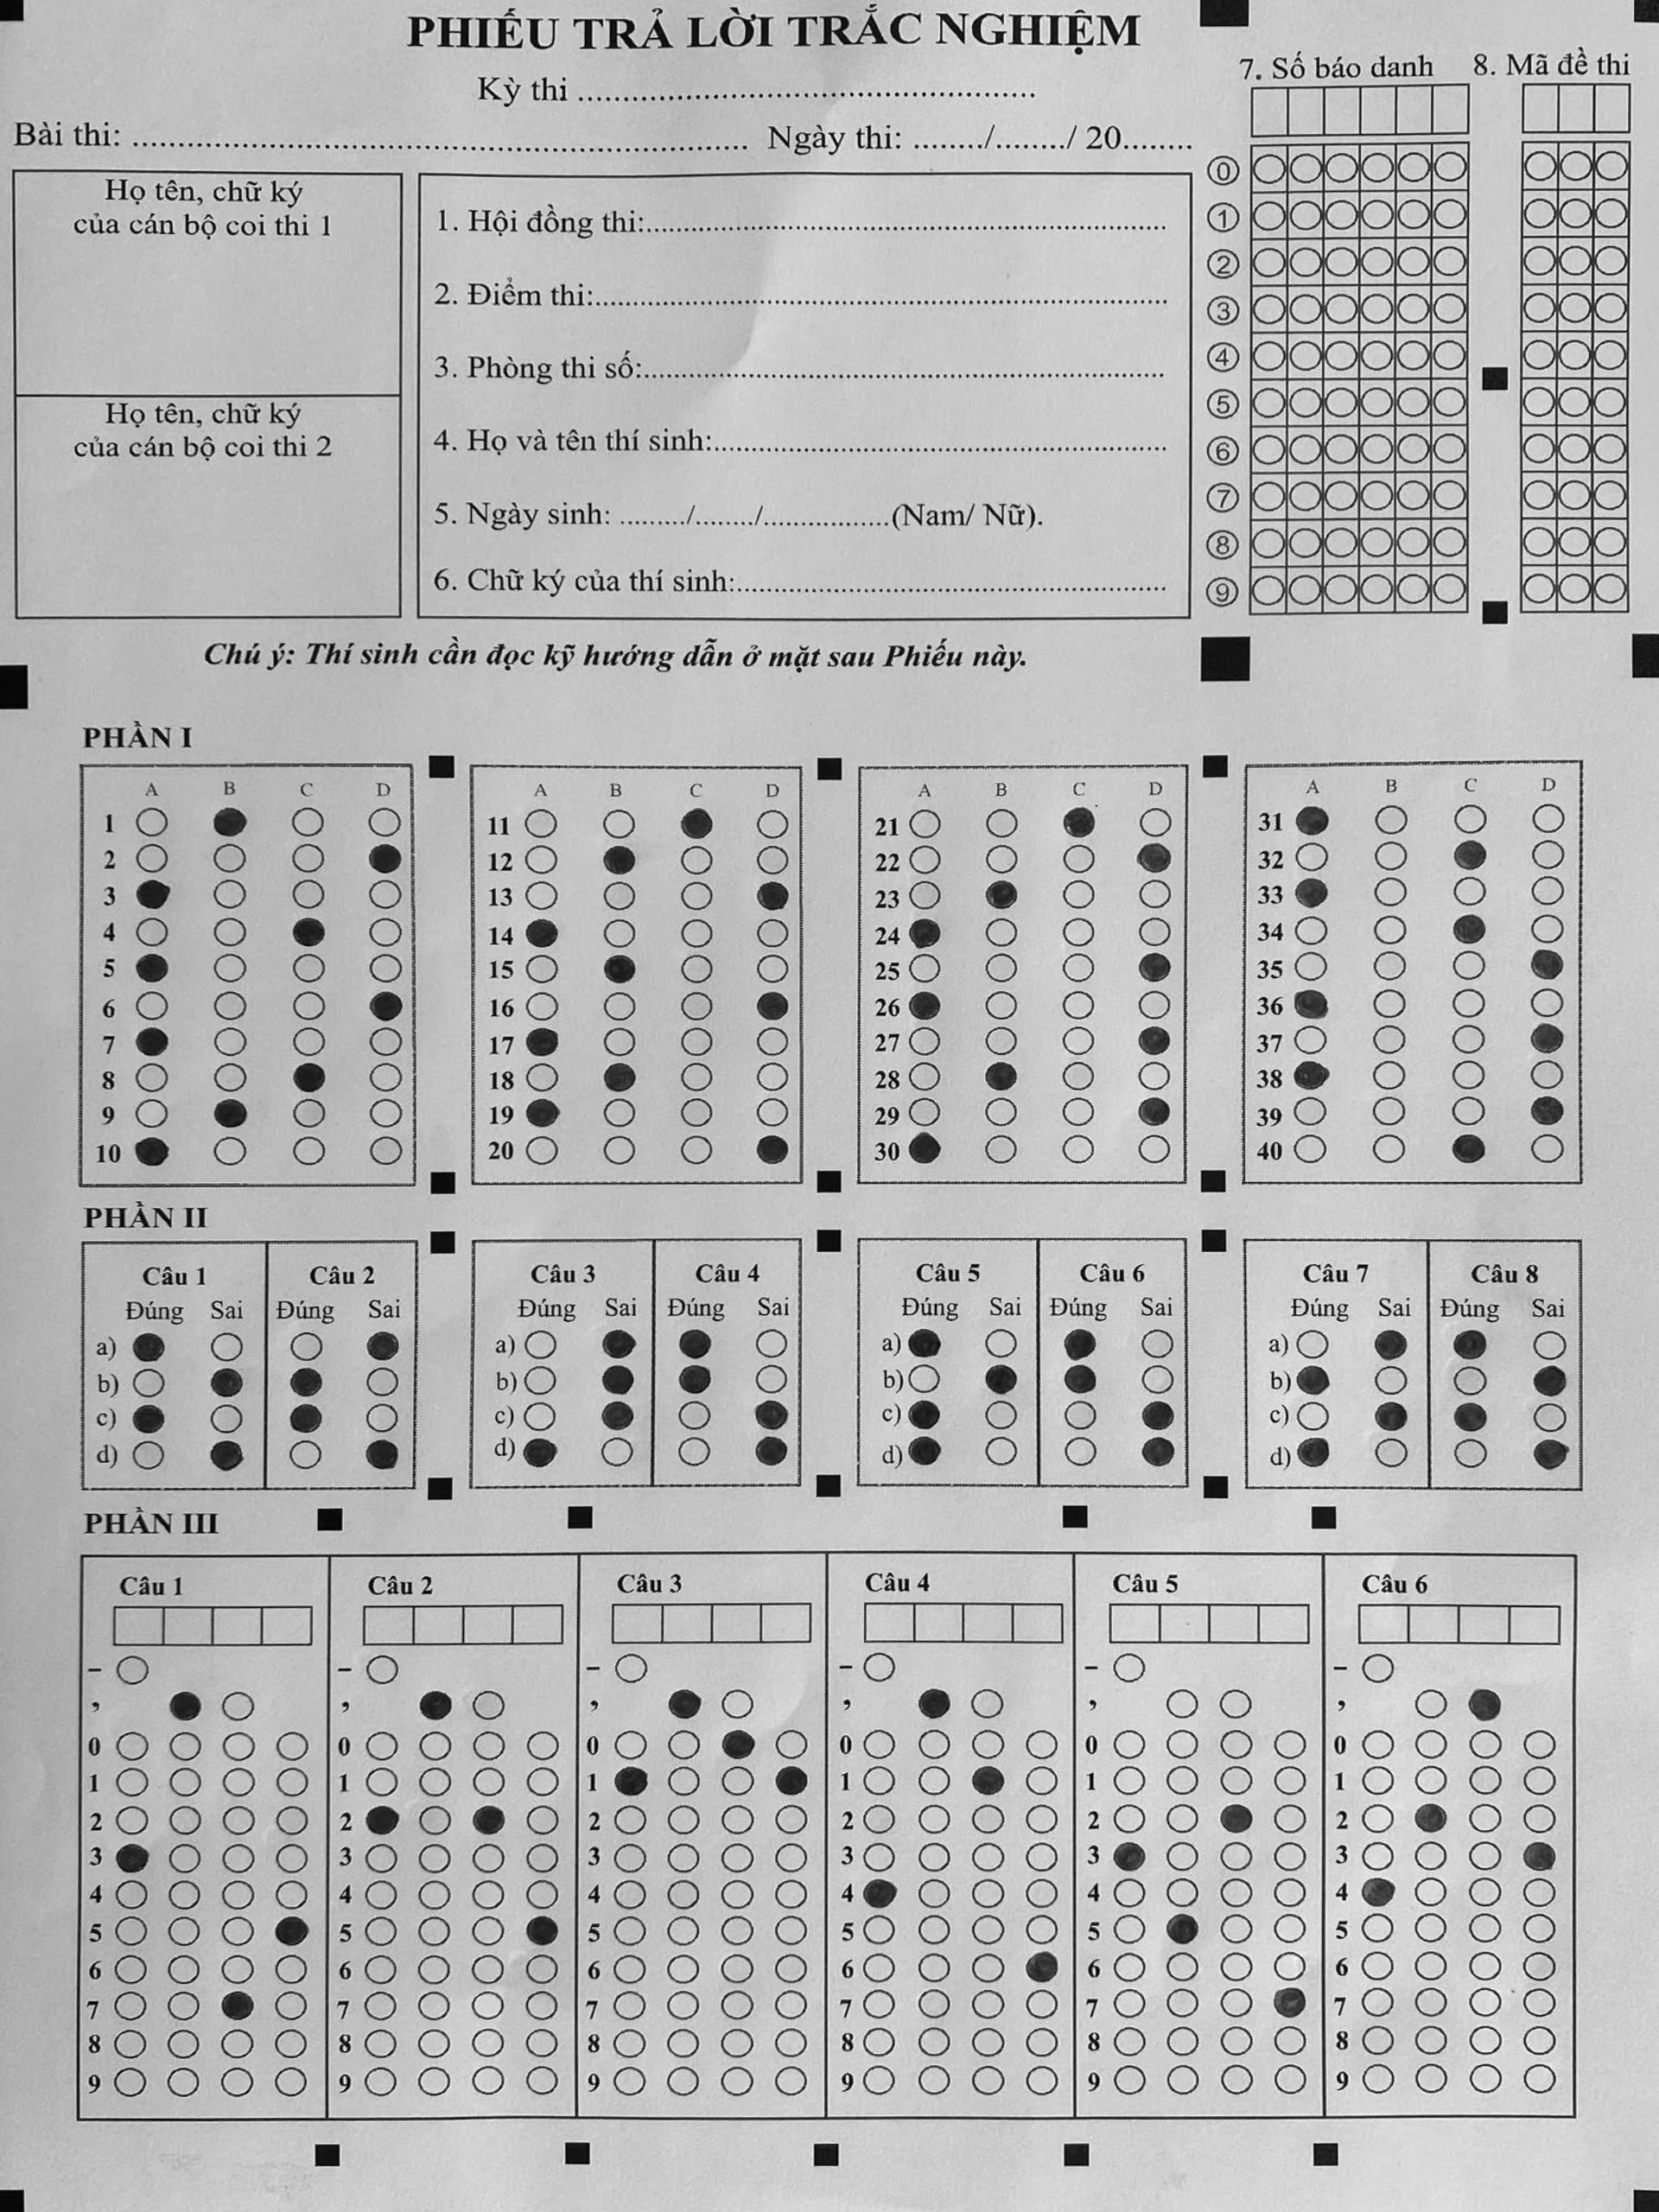 PHIẾU TRẢ LỜI TRẮC NGHIỆM
Kỳ thi ...................................................
Bài thi: ..................................................................... Ngày thi: ......../......../ 20........
Họ tên, chữ ký
của cán bộ coi thi 1
Họ tên, chữ ký
của cán bộ coi thi 2
1. Hội đồng thi:..........................................................
2. Điểm thi:................................................................
3. Phòng thi số:..........................................................
4. Họ và tên thí sinh:..................................................
5. Ngày sinh: ........./......../................(Nam/ Nữ).
6. Chữ ký của thí sinh:................................................
7. Số báo danh 8. Mã đề thi
0
1
2
3
4
5
6
7
8
9
Chú ý: Thí sinh cần đọc kỹ hướng dẫn ở mặt sau Phiếu này.
PHẦN I
A B C D A B C D A B C D A B C D
1 11 21 31
2 12 22 32
3 13 23 33
4 14 24 34
5 15 25 35
6 16 26 36
7 17 27 37
8 18 28 38
9 19 29 39
10 20 30 40
PHẦN II
Câu 1 Câu 2 Câu 3 Câu 4 Câu 5 Câu 6 Câu 7 Câu 8
Đúng Sai Đúng Sai Đúng Sai Đúng Sai Đúng Sai Đúng Sai Đúng Sai Đúng Sai
a) a) a) a)
b) b) b) b)
c) c) c) c)
d) d) d) d)
PHẦN III
Câu 1 Câu 2 Câu 3 Câu 4 Câu 5 Câu 6
- - - - - -
, , , , , ,
0 0 0 0 0 0
1 1 1 1 1 1
2 2 2 2 2 2
3 3 3 3 3 3
4 4 4 4 4 4
5 5 5 5 5 5
6 6 6 6 6 6
7 7 7 7 7 7
8 8 8 8 8 8
9 9 9 9 9 9